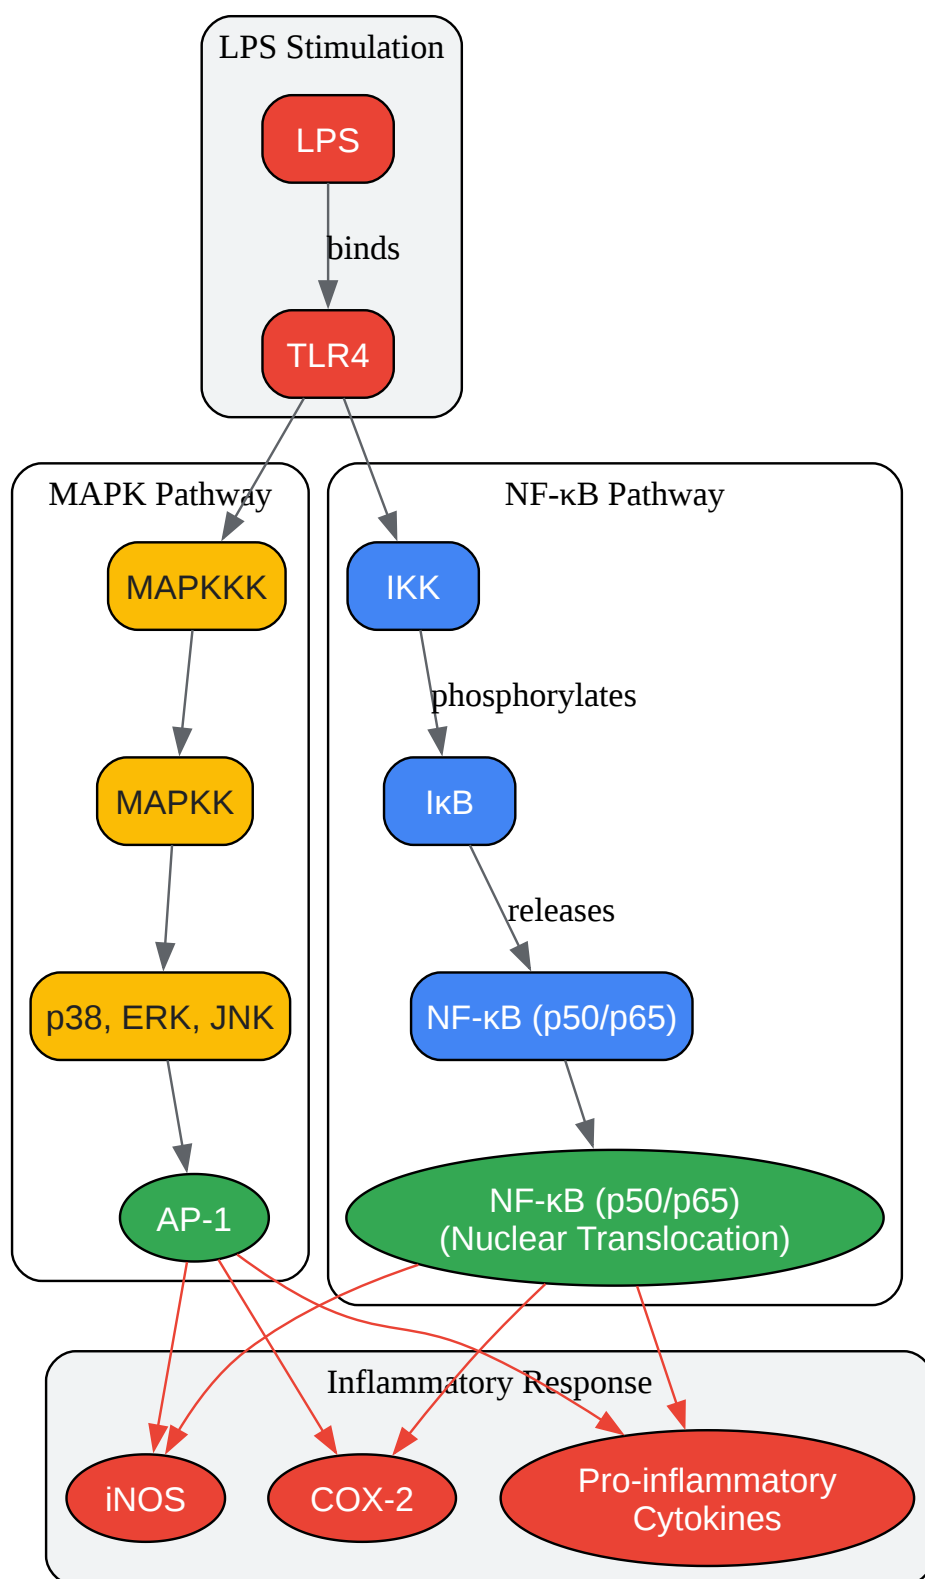 LPS Stimulation
LPS
binds
TLR4
MAPK Pathway
MAPKKK
MAPKK
p38, ERK, JNK
AP-1
NF-κB Pathway
IKK
phosphorylates
IκB
releases
NF-κB (p50/p65)
NF-κB (p50/p65)
(Nuclear Translocation)
Inflammatory Response
iNOS
COX-2
Pro-inflammatory
Cytokines